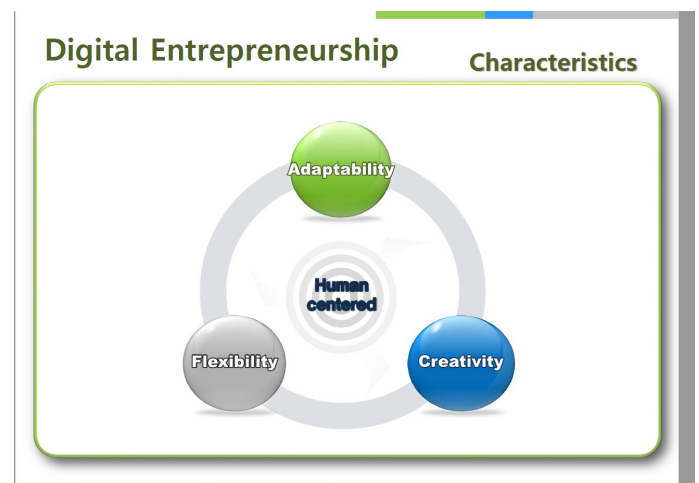 Digital Entrepreneurship
Characteristics
Adaptability
Human
centered
Flexibility
Creativity